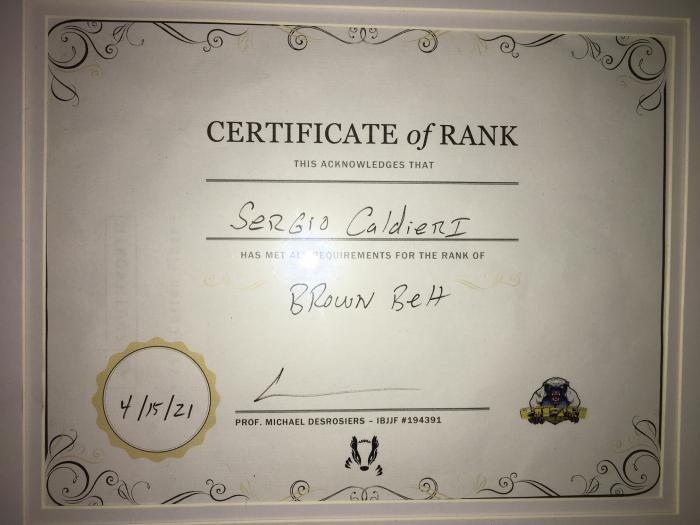 CERTIFICATE of RANK
THIS ACKNOWLEDGES THAT
SERGIO CaldieRI
HAS MET ALL REQUIREMENTS FOR THE RANK OF
BROWN Belt
4/15/21
PROF. MICHAEL DESROSIERS – IBJJF #194391